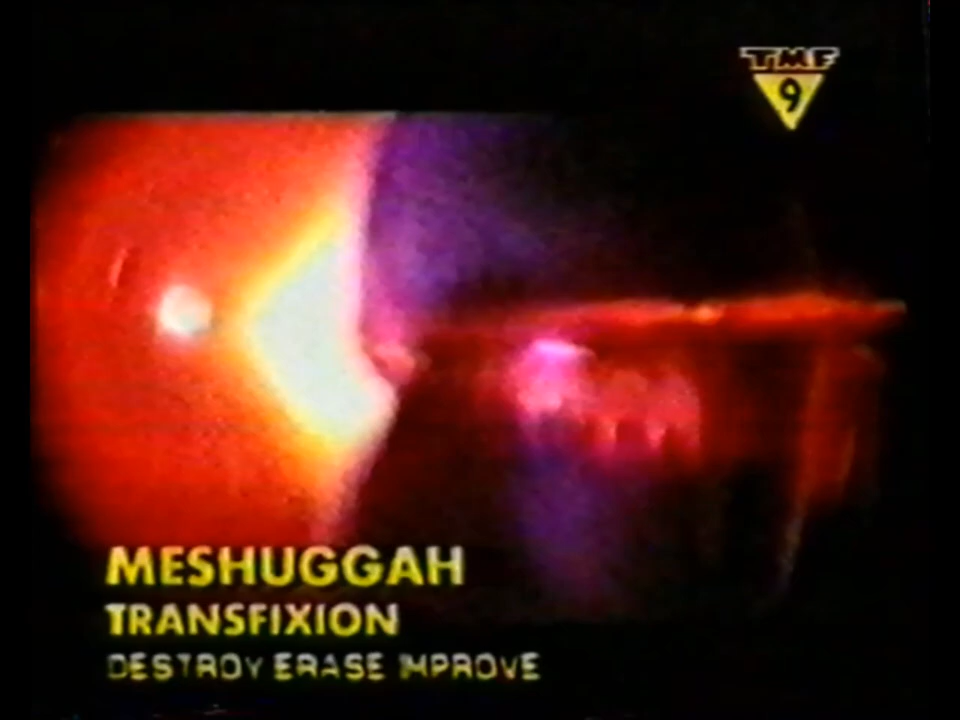 TMF
9
MESHUGGAH
TRANSFIXION
DESTROY ERASE IMPROVE